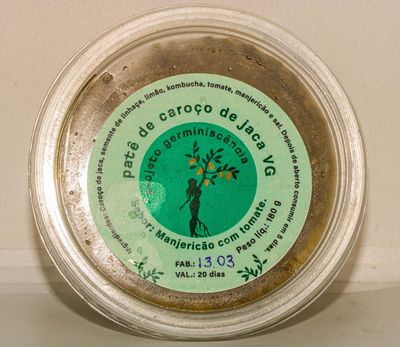 patê de caroço de jaca VG
projeto germiniscência
Sabor: Manjericão com tomate.
Ingredientes: Caroço de jaca, semente de linhaça, limão, kombucha, tomate, manjericão e sal. Depois de aberto consumir em 5 dias.
Peso líq.: 180 g
FAB.: 13.03
VAL.: 20 dias